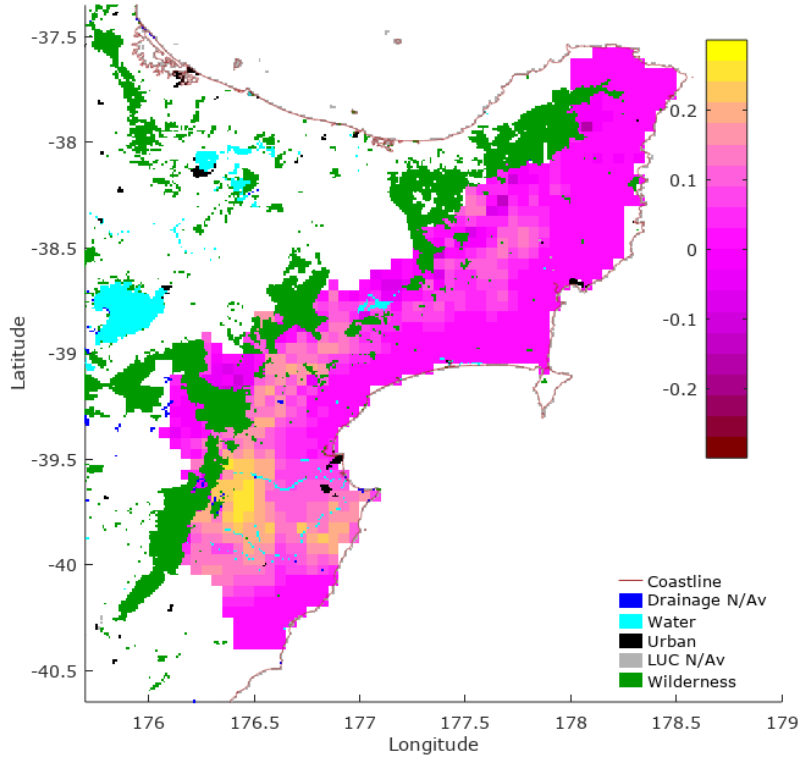 -37.5
-38
-38.5
-39
-39.5
-40
-40.5
Latitude
176
176.5
177
177.5
178
178.5
179
Longitude
0.2
0.1
0
-0.1
-0.2
Coastline
Drainage N/Av
Water
Urban
LUC N/Av
Wilderness